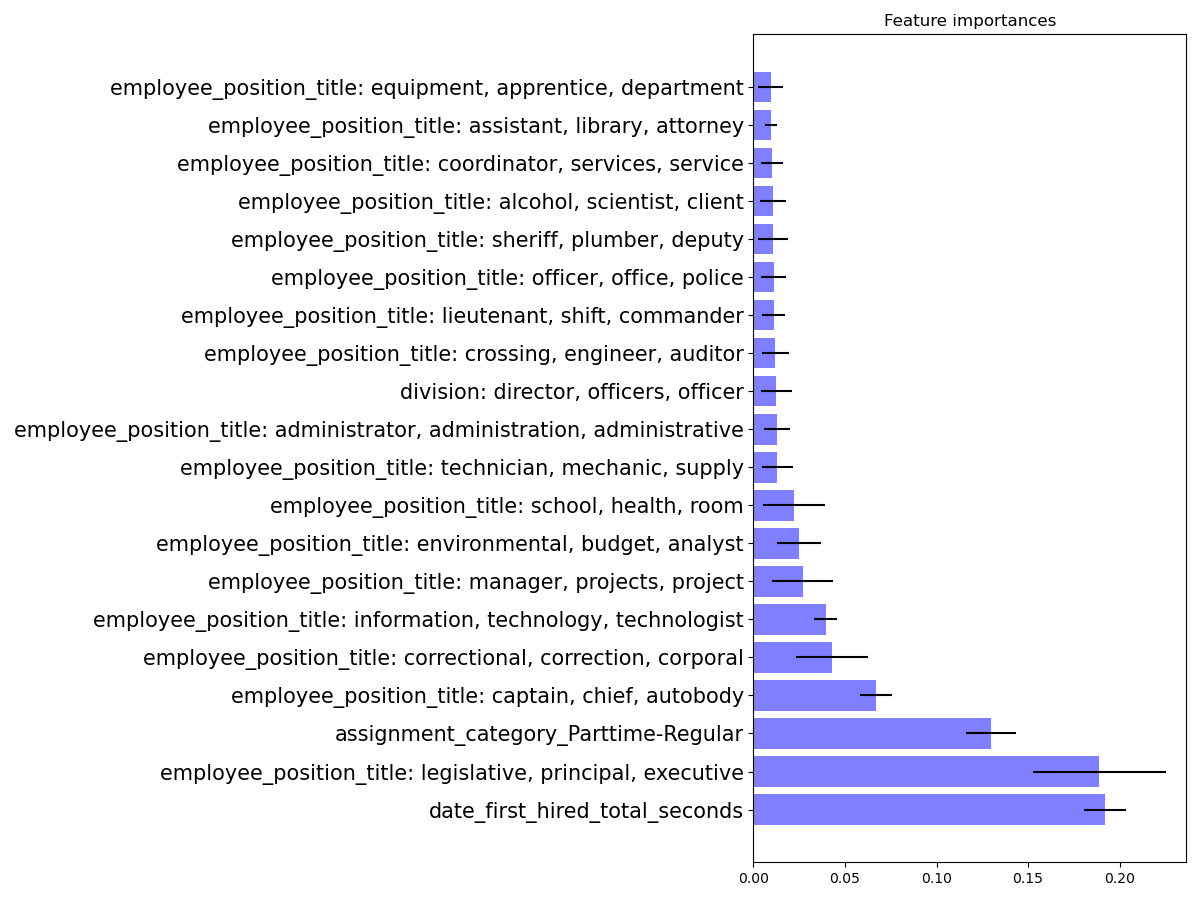 Feature importances
employee_position_title: equipment, apprentice, department
employee_position_title: assistant, library, attorney
employee_position_title: coordinator, services, service
employee_position_title: alcohol, scientist, client
employee_position_title: sheriff, plumber, deputy
employee_position_title: officer, office, police
employee_position_title: lieutenant, shift, commander
employee_position_title: crossing, engineer, auditor
division: director, officers, officer
employee_position_title: administrator, administration, administrative
employee_position_title: technician, mechanic, supply
employee_position_title: school, health, room
employee_position_title: environmental, budget, analyst
employee_position_title: manager, projects, project
employee_position_title: information, technology, technologist
employee_position_title: correctional, correction, corporal
employee_position_title: captain, chief, autobody
assignment_category_Parttime-Regular
employee_position_title: legislative, principal, executive
date_first_hired_total_seconds
0.00 0.05 0.10 0.15 0.20